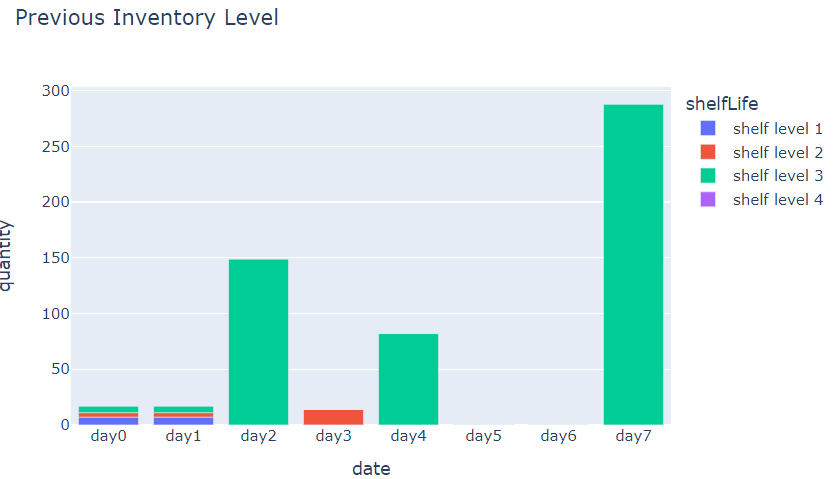 Previous Inventory Level
shelfLife
shelf level 1
shelf level 2
shelf level 3
shelf level 4
quantity
300
250
200
150
100
50
0
day0 day1 day2 day3 day4 day5 day6 day7
date